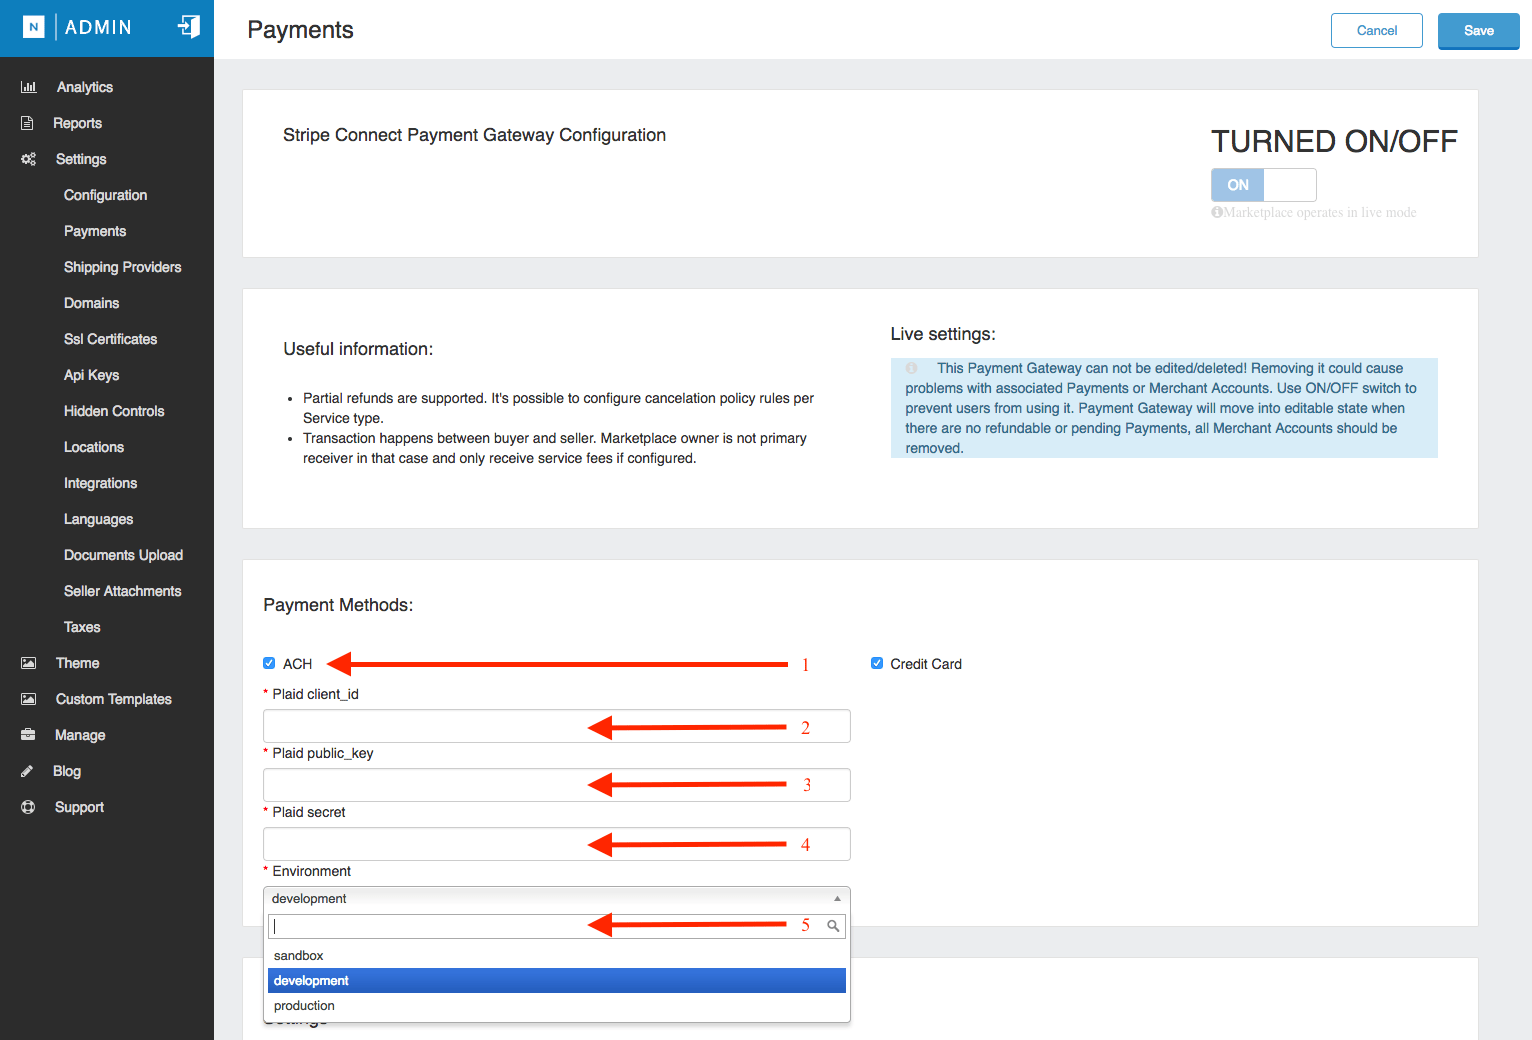 N | ADMIN
Payments
Cancel
Save
Analytics
Reports
Settings
Configuration
Payments
Shipping Providers
Domains
Ssl Certificates
Api Keys
Hidden Controls
Locations
Integrations
Languages
Documents Upload
Seller Attachments
Taxes
Theme
Custom Templates
Manage
Blog
Support
Stripe Connect Payment Gateway Configuration
TURNED ON/OFF
ON
Marketplace operates in live mode
Useful information:
• Partial refunds are supported. It's possible to configure cancelation policy rules per
Service type.
• Transaction happens between buyer and seller. Marketplace owner is not primary
receiver in that case and only receive service fees if configured.
Live settings:
This Payment Gateway can not be edited/deleted! Removing it could cause
problems with associated Payments or Merchant Accounts. Use ON/OFF switch to
prevent users from using it. Payment Gateway will move into editable state when
there are no refundable or pending Payments, all Merchant Accounts should be
removed.
Payment Methods:
ACH 1
Credit Card
* Plaid client_id
2
* Plaid public_key
3
* Plaid secret
4
* Environment
development
5
sandbox
development
production